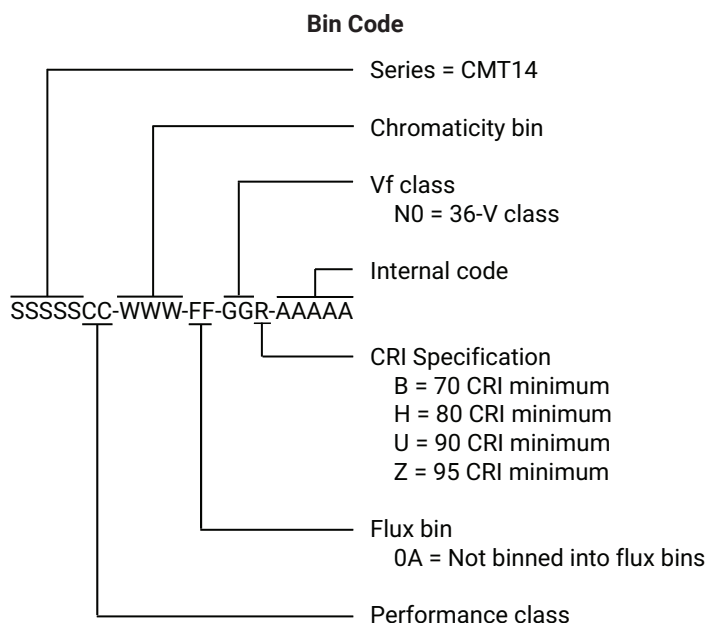 Bin Code
Series = CMT14
Chromaticity bin
Vf class
N0 = 36-V class
Internal code
SSSSSCC-WWW-FF-GGR-AAAAA
CRI Specification
B = 70 CRI minimum
H = 80 CRI minimum
U = 90 CRI minimum
Z = 95 CRI minimum
Flux bin
0A = Not binned into flux bins
Performance class